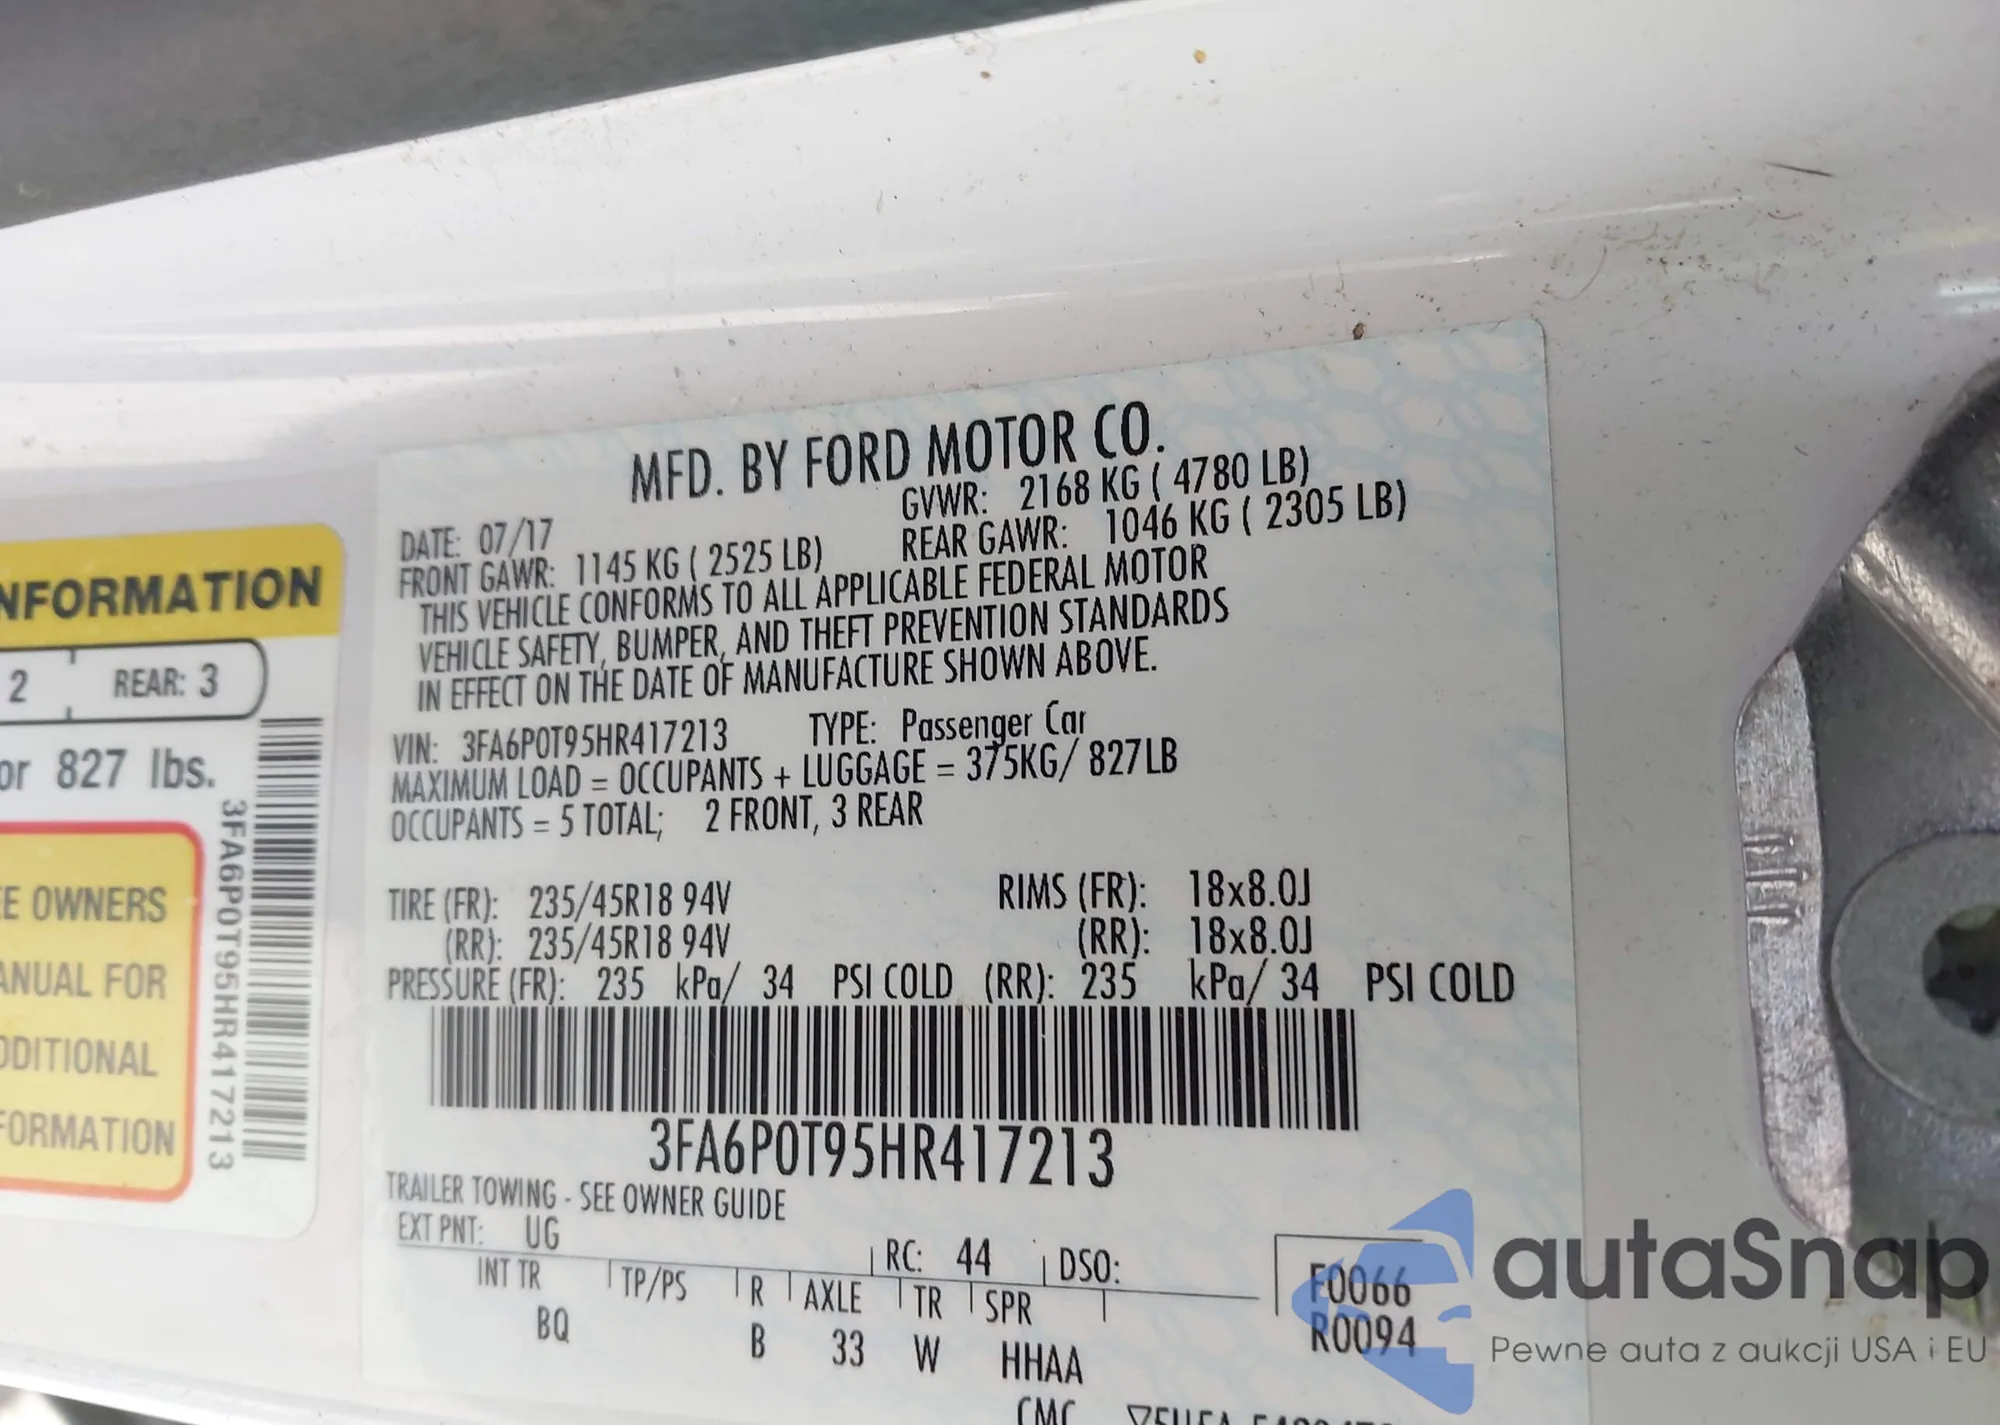 NFORMATION
2 REAR: 3
or 827 lbs.
E OWNERS
ANUAL FOR
DDITIONAL
FORMATION
3FA6P0T95HR417213
MFD. BY FORD MOTOR CO.
DATE: 07/17 GVWR: 2168 KG ( 4780 LB)
FRONT GAWR: 1145 KG ( 2525 LB) REAR GAWR: 1046 KG ( 2305 LB)
THIS VEHICLE CONFORMS TO ALL APPLICABLE FEDERAL MOTOR
VEHICLE SAFETY, BUMPER, AND THEFT PREVENTION STANDARDS
IN EFFECT ON THE DATE OF MANUFACTURE SHOWN ABOVE.
VIN: 3FA6P0T95HR417213 TYPE: Passenger Car
MAXIMUM LOAD = OCCUPANTS + LUGGAGE = 375KG/ 827LB
OCCUPANTS = 5 TOTAL; 2 FRONT, 3 REAR
TIRE (FR): 235/45R18 94V RIMS (FR): 18x8.0J
(RR): 235/45R18 94V (RR): 18x8.0J
PRESSURE (FR): 235 kPa/ 34 PSI COLD (RR): 235 kPa/ 34 PSI COLD
3FA6P0T95HR417213
TRAILER TOWING - SEE OWNER GUIDE
EXT PNT: UG RC: 44 DSO:
INT TR TP/PS R AXLE TR SPR
BQ B 33 W HHAA
F0066
R0094
CMC
autaSnap
Pewne auta z aukcji USA i EU